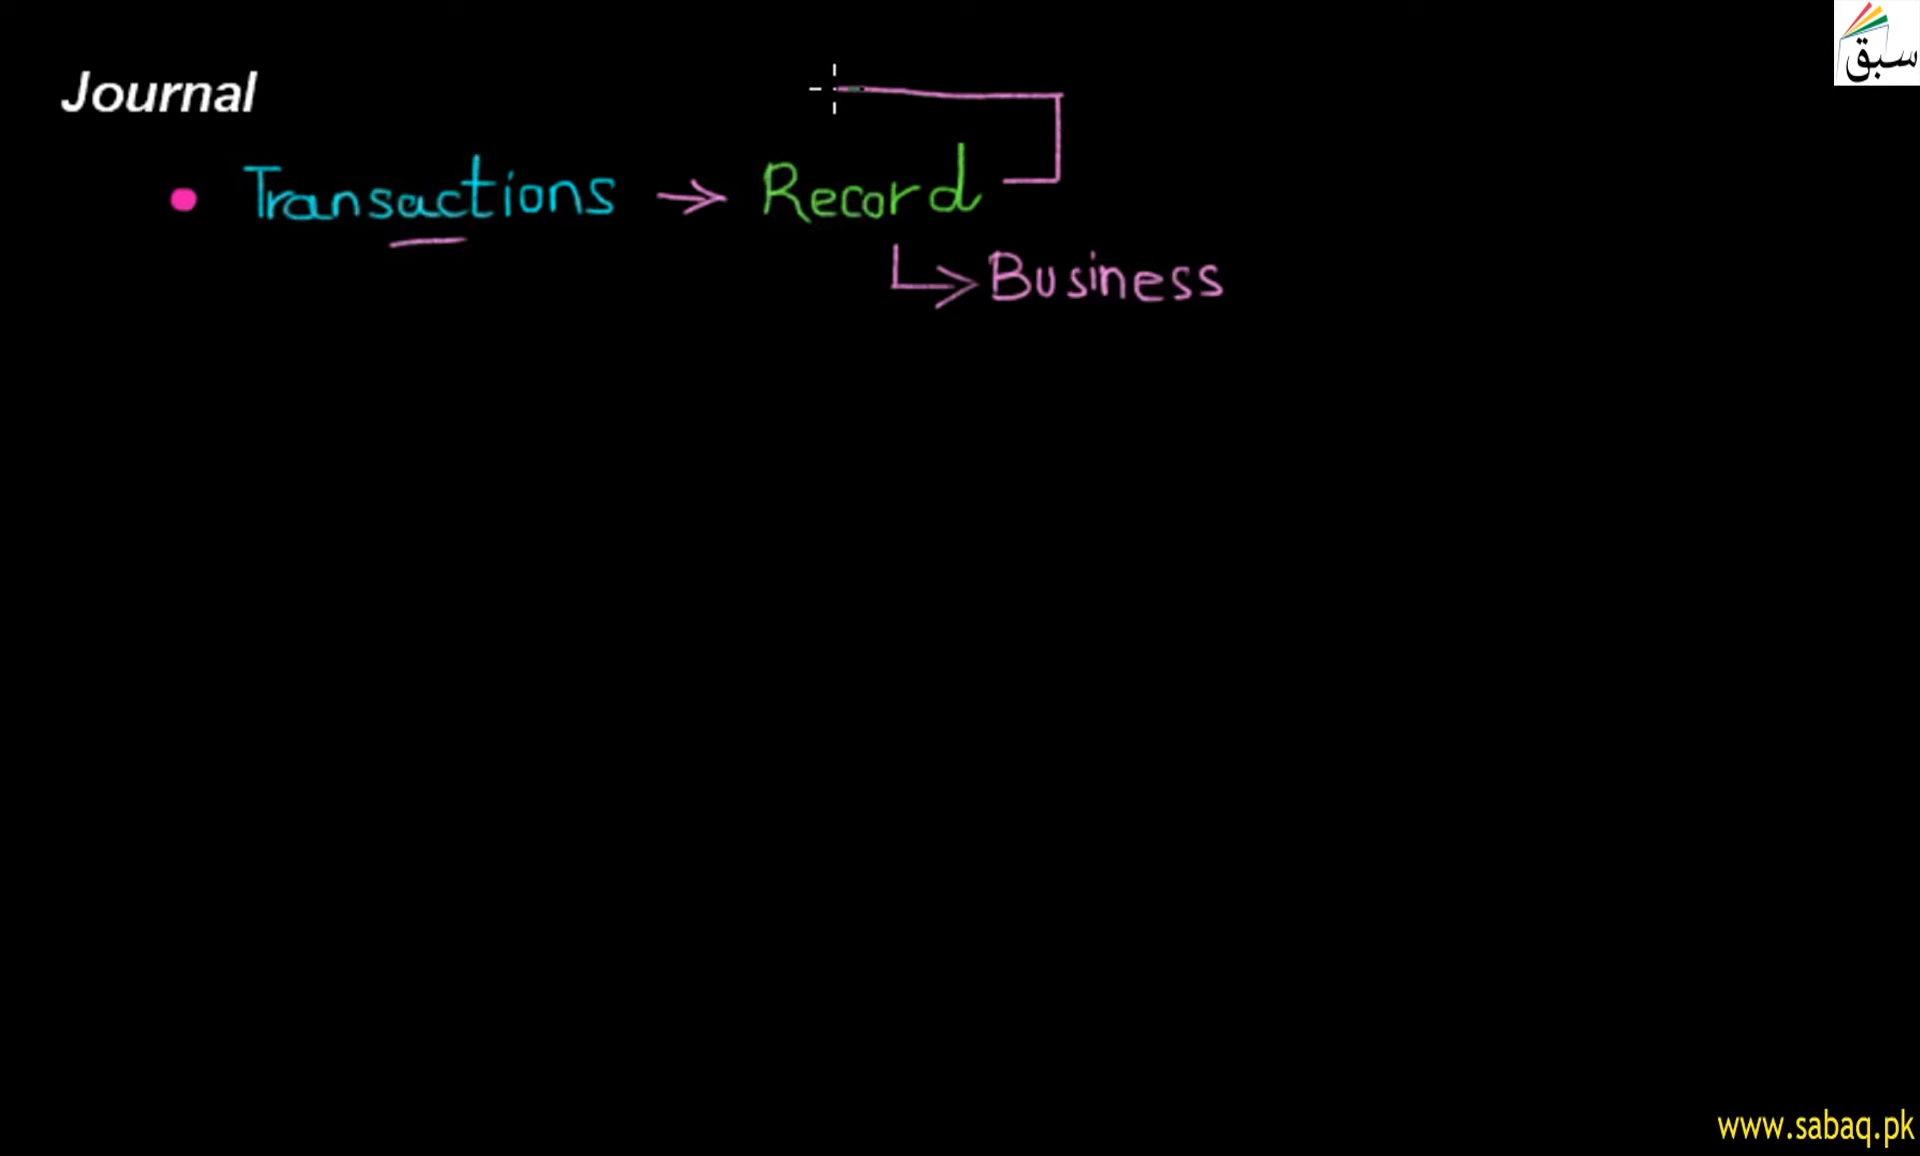 سبق
Journal
• Transactions → Record
↳ Business
www.sabaq.pk